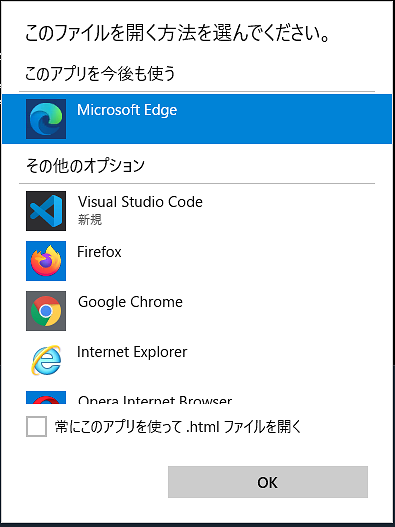 このファイルを開く方法を選んでください。
このアプリを今後も使う
Microsoft Edge
その他のオプション
Visual Studio Code
新規
Firefox
Google Chrome
Internet Explorer
Opera Internet Browser
常にこのアプリを使って .html ファイルを開く
OK